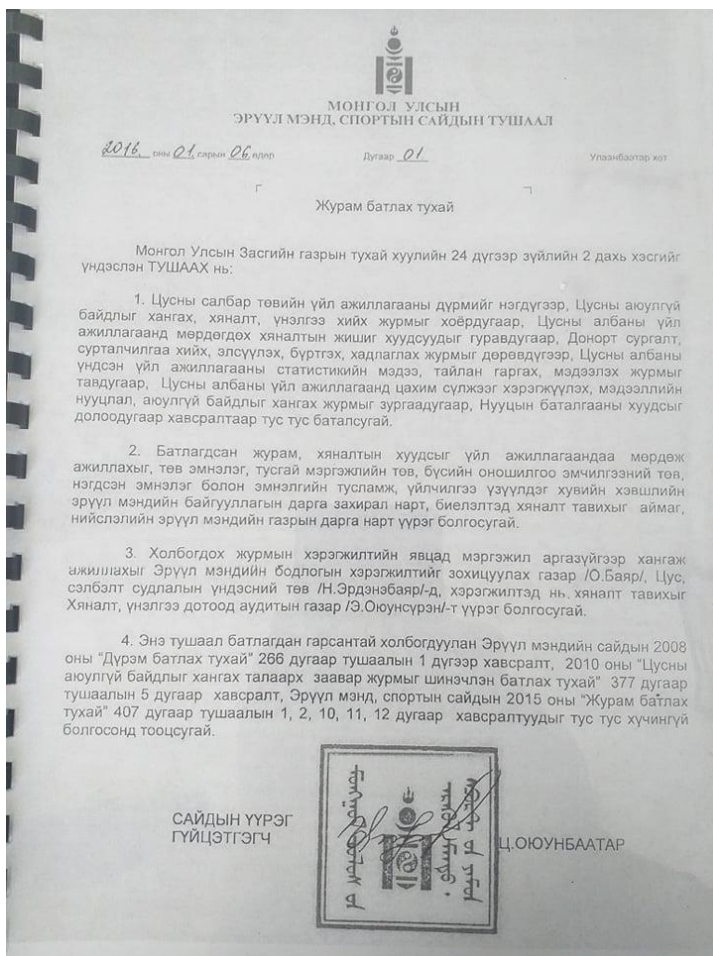 МОНГОЛ УЛСЫН
ЭРҮҮЛ МЭНД, СПОРТЫН САЙДЫН ТУШААЛ
2016 оны 01 сарын 06 өдөр Дугаар 01 Улаанбаатар хот
Журам батлах тухай
Монгол Улсын Засгийн газрын тухай хуулийн 24 дүгээр зүйлийн 2 дахь хэсгийг
үндэслэн ТУШААХ нь:
1. Цусны салбар төвийн үйл ажиллагааны дүрмийг нэгдүгээр, Цусны аюулгүй
байдлыг хангах, хяналт, үнэлгээ хийх журмыг хоёрдугаар, Цусны албаны үйл
ажиллагаанд мөрдөгдөх хяналтын жишиг хуудсуудыг гуравдугаар, Донорт сургалт,
сурталчилгаа хийх, элсүүлэх, бүртгэх, хадлаглах журмыг дөрөвдүгээр, Цусны албаны
үндсэн үйл ажиллагааны статистикийн мэдээ, тайлан гаргах, мэдээлэх журмыг
тавдугаар, Цусны албаны үйл ажиллагаанд цахим сүлжээг хэрэгжүүлэх, мэдээллийн
нууцлал, аюулгүй байдлыг хангах журмыг зургаадугаар, Нууцын баталгааны хуудсыг
долоодугаар хавсралтаар тус тус баталсугай.
2. Батлагдсан журам, хяналтын хуудсыг үйл ажиллагаандаа мөрдөж
ажиллахыг, төв эмнэлэг, тусгай мэргэжлийн төв, бүсийн оношилгоо эмчилгээний төв,
нэгдсэн эмнэлэг болон эмнэлгийн тусламж, үйлчилгээ үзүүлдэг хувийн хэвшлийн
эрүүл мэндийн байгууллагын дарга захирал нарт, биелэлтэд хяналт тавихыг аймаг,
нийслэлийн эрүүл мэндийн газрын дарга нарт үүрэг болгосугай.
3. Холбогдох журмын хэрэгжилтийн явцад мэргэжил аргазүйгээр хангаж
ажиллахыг Эрүүл мэндийн бодлогын хэрэгжилтийг зохицуулах газар /О.Баяр/, Цус,
сэлбэлт судлалын үндэсний төв /Н.Эрдэнэбаяр/-д, хэрэгжилтэд нь хяналт тавихыг
Хяналт, үнэлгээ дотоод аудитын газар /Э.Оюунсүрэн/-т үүрэг болгосугай.
4. Энэ тушаал батлагдан гарсантай холбогдуулан Эрүүл мэндийн сайдын 2008
оны "Дүрэм батлах тухай" 266 дугаар тушаалын 1 дүгээр хавсралт, 2010 оны "Цусны
аюулгүй байдлыг хангах талаарх заавар журмыг шинэчлэн батлах тухай" 377 дугаар
тушаалын 5 дугаар хавсралт, Эрүүл мэнд, спортын сайдын 2015 оны "Журам батлах
тухай" 407 дугаар тушаалын 1, 2, 10, 11, 12 дугаар хавсралтуудыг тус тус хүчингүй
болгосонд тооцсугай.
САЙДЫН ҮҮРЭГ
ГҮЙЦЭТГЭГЧ Ц.ОЮУНБААТАР